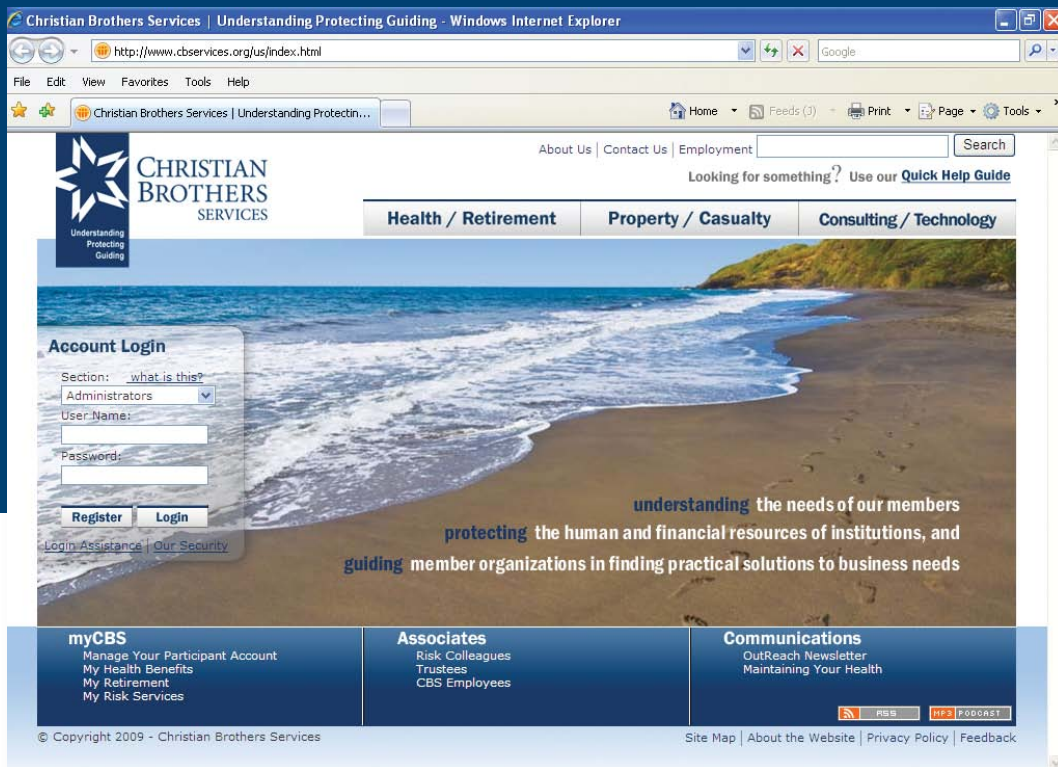 Christian Brothers Services | Understanding Protecting Guiding - Windows Internet Explorer
http://www.cbservices.org/us/index.html
Google
File Edit View Favorites Tools Help
Christian Brothers Services | Understanding Protectin...
Home Feeds (J) Print Page Tools
CHRISTIAN
BROTHERS
SERVICES
Understanding
Protecting
Guiding
About Us | Contact Us | Employment
Search
Looking for something? Use our Quick Help Guide
Health / Retirement
Property / Casualty
Consulting / Technology
Account Login
Section: what is this?
Administrators
User Name:
Password:
Register
Login
Login Assistance | Our Security
understanding the needs of our members
protecting the human and financial resources of institutions, and
guiding member organizations in finding practical solutions to business needs
myCBS
Manage Your Participant Account
My Health Benefits
My Retirement
My Risk Services
Associates
Risk Colleagues
Trustees
CBS Employees
Communications
OutReach Newsletter
Maintaining Your Health
RSS
MP3 PODCAST
© Copyright 2009 - Christian Brothers Services
Site Map | About the Website | Privacy Policy | Feedback